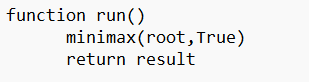 function run()
minimax(root,True)
return result